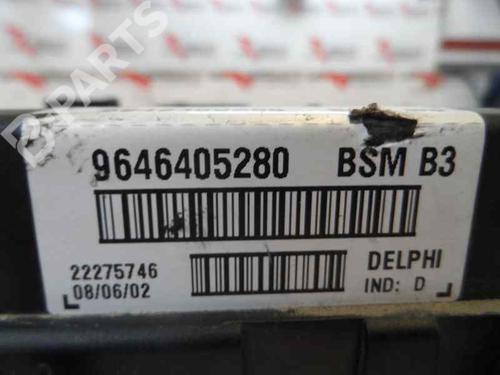 B-PARTS
9646405280 BSM B3
22275746 DELPHI
08/06/02 IND: D